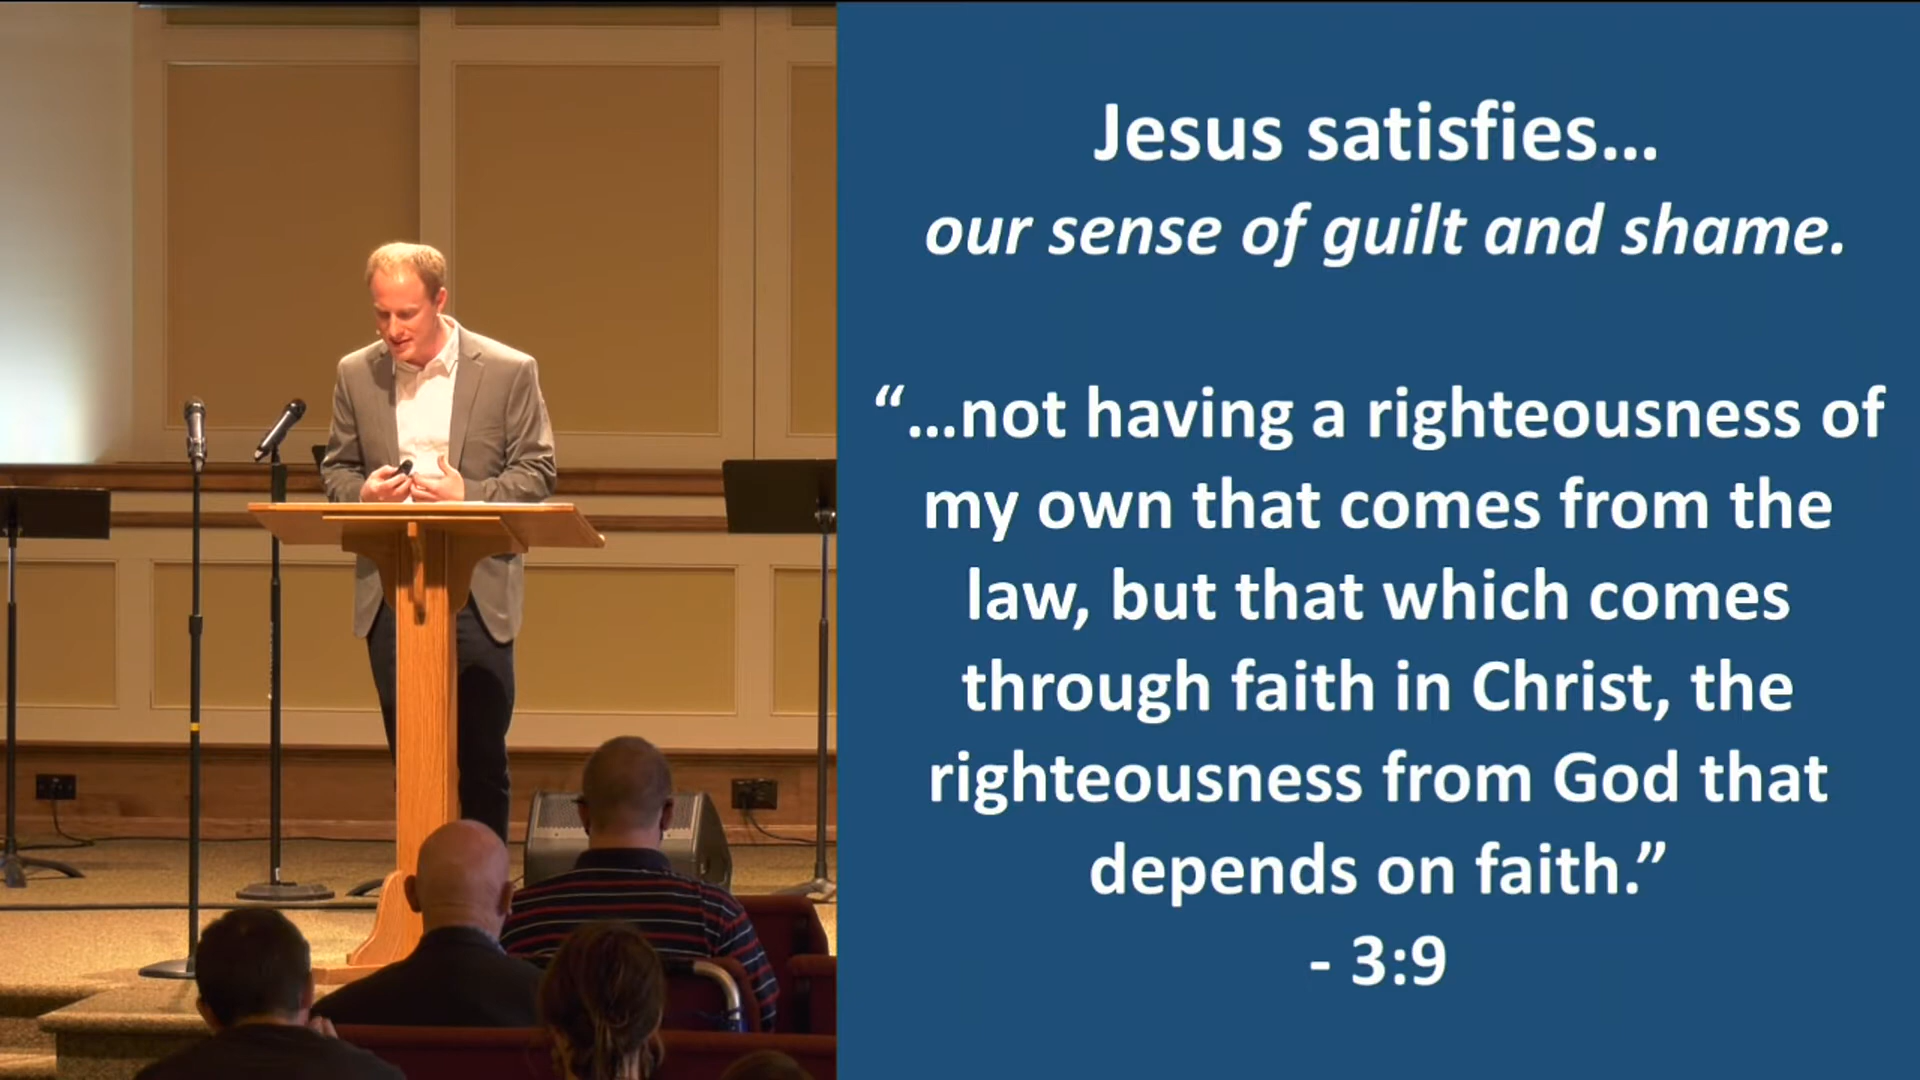 Jesus satisfies…
our sense of guilt and shame.
“…not having a righteousness of
my own that comes from the
law, but that which comes
through faith in Christ, the
righteousness from God that
depends on faith.”
- 3:9